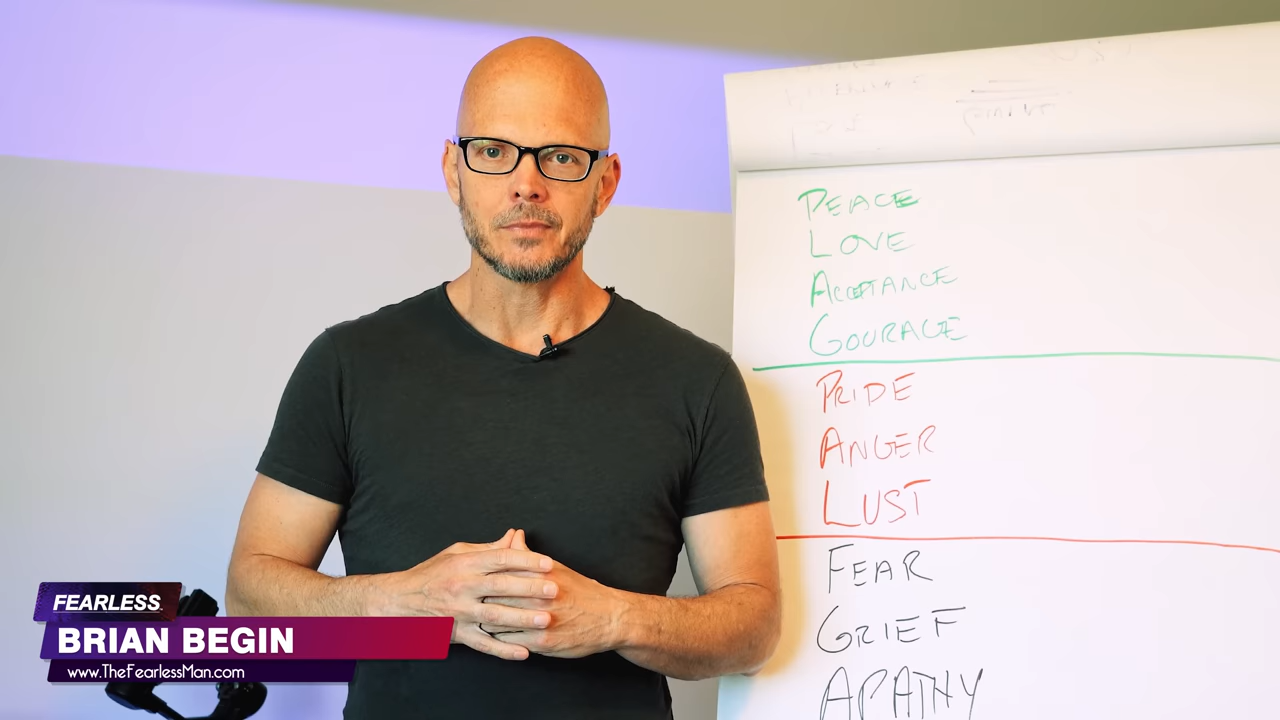 PEACE
LOVE
ACCEPTANCE
GOURAGE
PRIDE
ANGER
LUST
FEAR
GRIEF
APATHY
FEARLESS
BRIAN BEGIN
www.TheFearlessMan.com